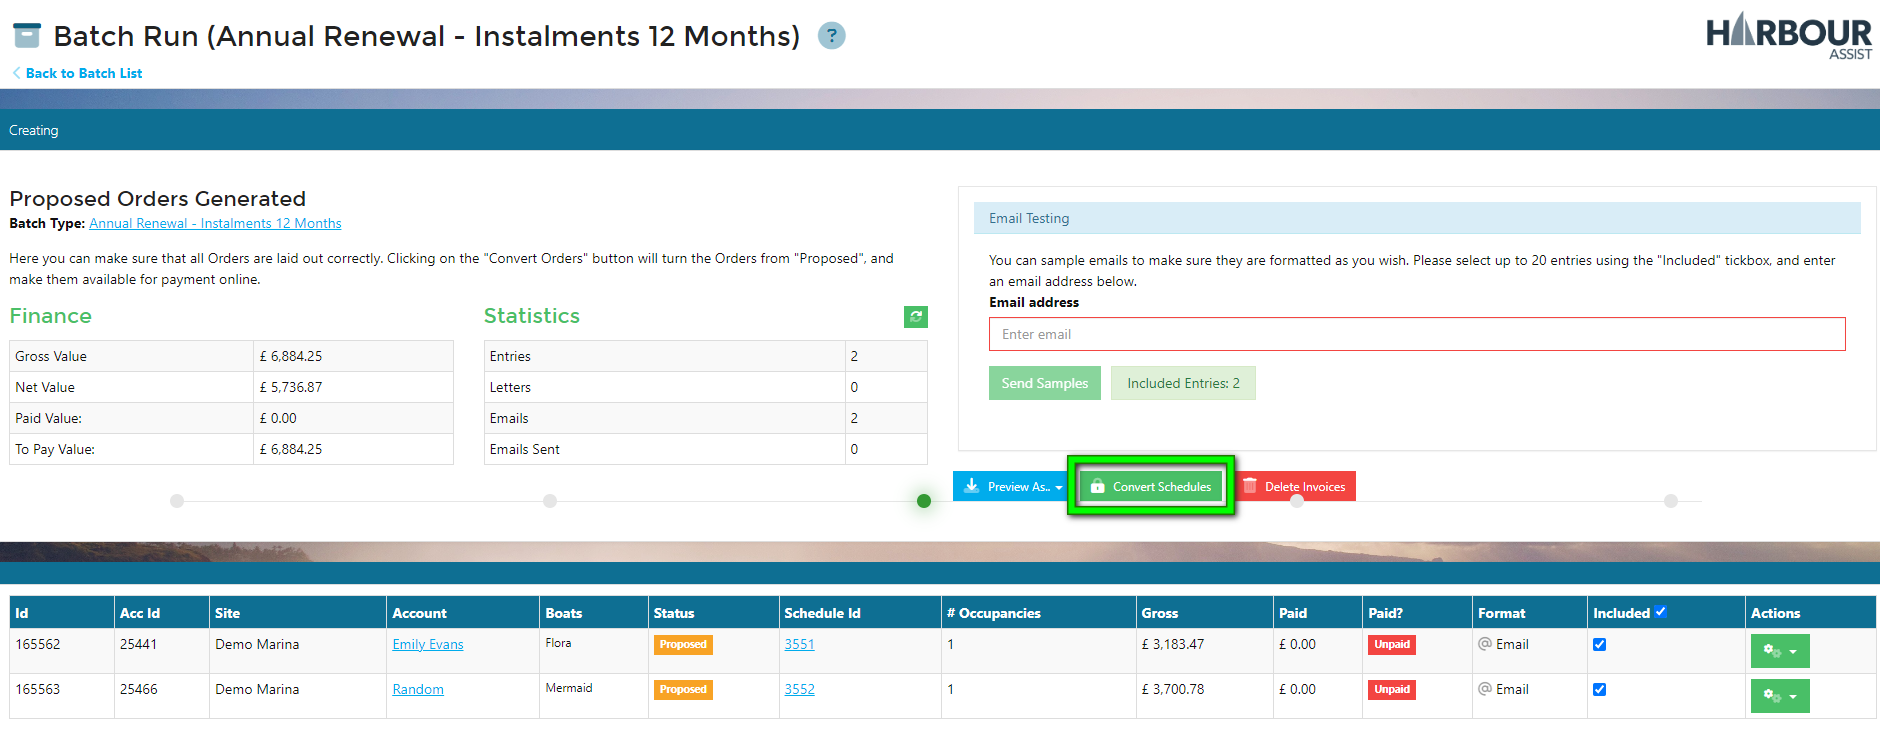 Batch Run (Annual Renewal - Instalments 12 Months) ?
HARBOUR
ASSIST
Back to Batch List
Creating
Proposed Orders Generated
Batch Type: Annual Renewal - Instalments 12 Months
Here you can make sure that all Orders are laid out correctly. Clicking on the "Convert Orders" button will turn the Orders from "Proposed", and
make them available for payment online.
Finance
Gross Value £ 6,884.25
Net Value £ 5,736.87
Paid Value: £ 0.00
To Pay Value: £ 6,884.25
Statistics
Entries 2
Letters 0
Emails 2
Emails Sent 0
Email Testing
You can sample emails to make sure they are formatted as you wish. Please select up to 20 entries using the "Included" tickbox, and enter
an email address below.
Email address
Enter email
Send Samples Included Entries: 2
Preview As.. Convert Schedules Delete Invoices
Id Acc Id Site Account Boats Status Schedule Id # Occupancies Gross Paid Paid? Format Included Actions
165562 25441 Demo Marina Emily Evans Flora Proposed 3551 1 £ 3,183.47 £ 0.00 Unpaid @ Email
165563 25466 Demo Marina Random Mermaid Proposed 3552 1 £ 3,700.78 £ 0.00 Unpaid @ Email